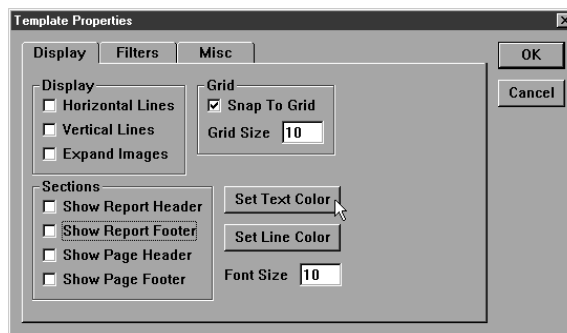 Template Properties
Display Filters Misc
OK
Cancel
Display
Horizontal Lines
Vertical Lines
Expand Images
Grid
Snap To Grid
Grid Size 10
Sections
Show Report Header
Show Report Footer
Show Page Header
Show Page Footer
Set Text Color
Set Line Color
Font Size 10